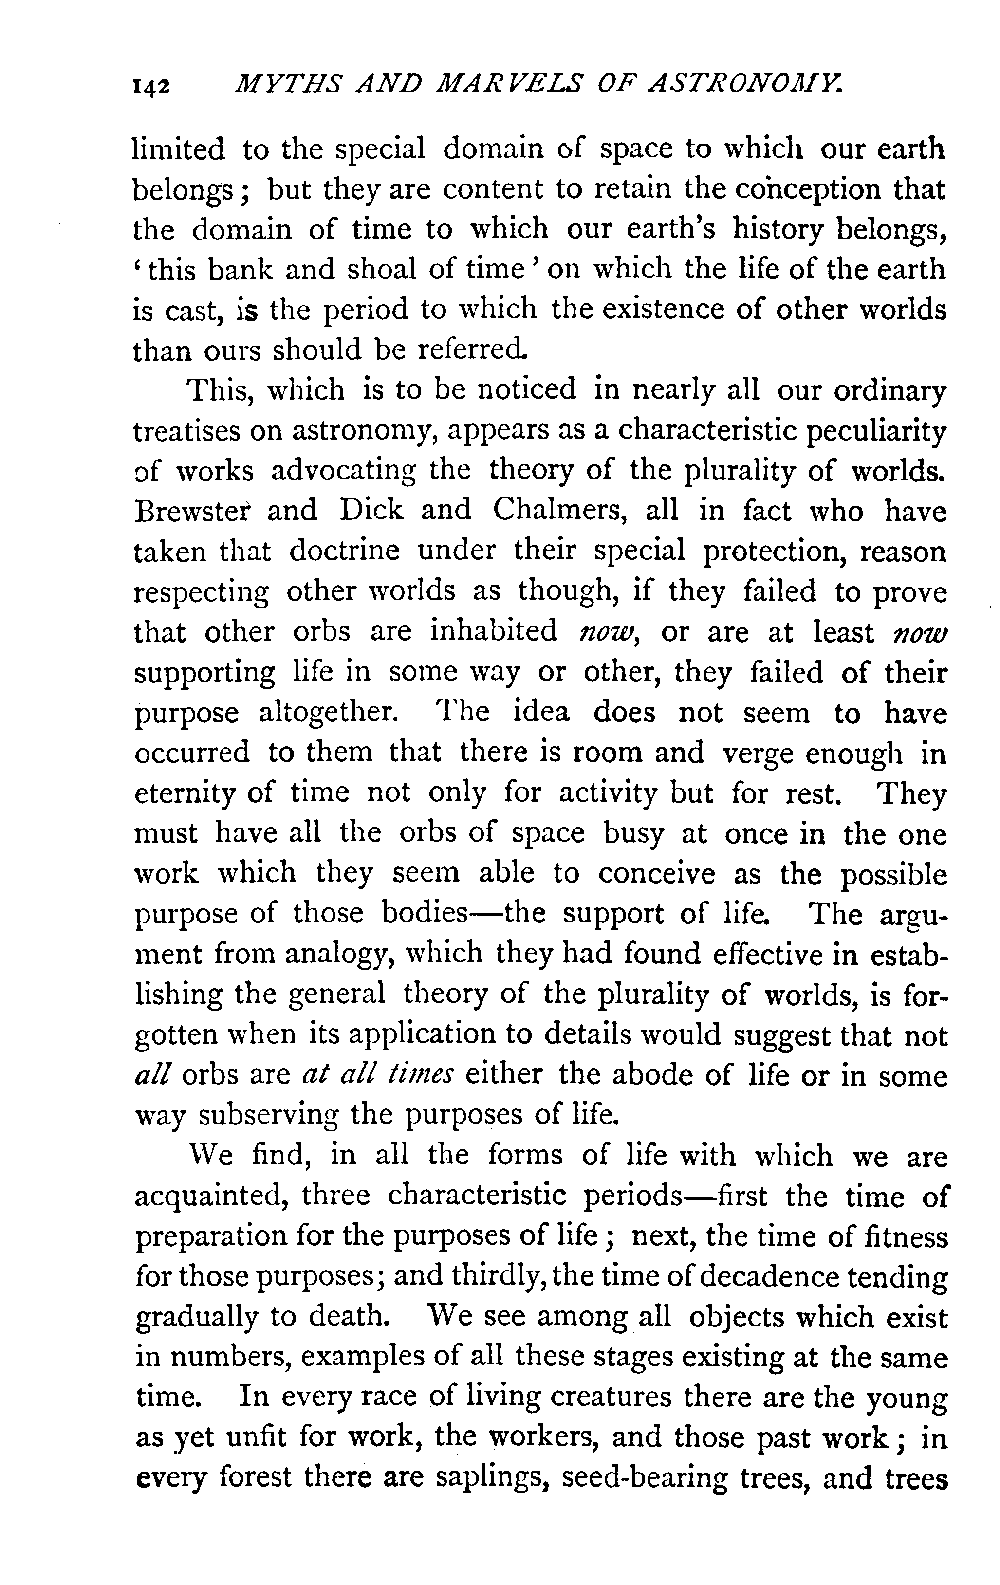 142 MYTHS AND MARVELS OF ASTRONOMY.
limited to the special domain of space to which our earth
belongs; but they are content to retain the conception that
the domain of time to which our earth's history belongs,
‘this bank and shoal of time’ on which the life of the earth
is cast, is the period to which the existence of other worlds
than ours should be referred.
This, which is to be noticed in nearly all our ordinary
treatises on astronomy, appears as a characteristic peculiarity
of works advocating the theory of the plurality of worlds.
Brewster and Dick and Chalmers, all in fact who have
taken that doctrine under their special protection, reason
respecting other worlds as though, if they failed to prove
that other orbs are inhabited now, or are at least now
supporting life in some way or other, they failed of their
purpose altogether. The idea does not seem to have
occurred to them that there is room and verge enough in
eternity of time not only for activity but for rest. They
must have all the orbs of space busy at once in the one
work which they seem able to conceive as the possible
purpose of those bodies—the support of life. The argu-
ment from analogy, which they had found effective in estab-
lishing the general theory of the plurality of worlds, is for-
gotten when its application to details would suggest that not
all orbs are at all times either the abode of life or in some
way subserving the purposes of life.
We find, in all the forms of life with which we are
acquainted, three characteristic periods—first the time of
preparation for the purposes of life; next, the time of fitness
for those purposes; and thirdly, the time of decadence tending
gradually to death. We see among all objects which exist
in numbers, examples of all these stages existing at the same
time. In every race of living creatures there are the young
as yet unfit for work, the workers, and those past work; in
every forest there are saplings, seed-bearing trees, and trees